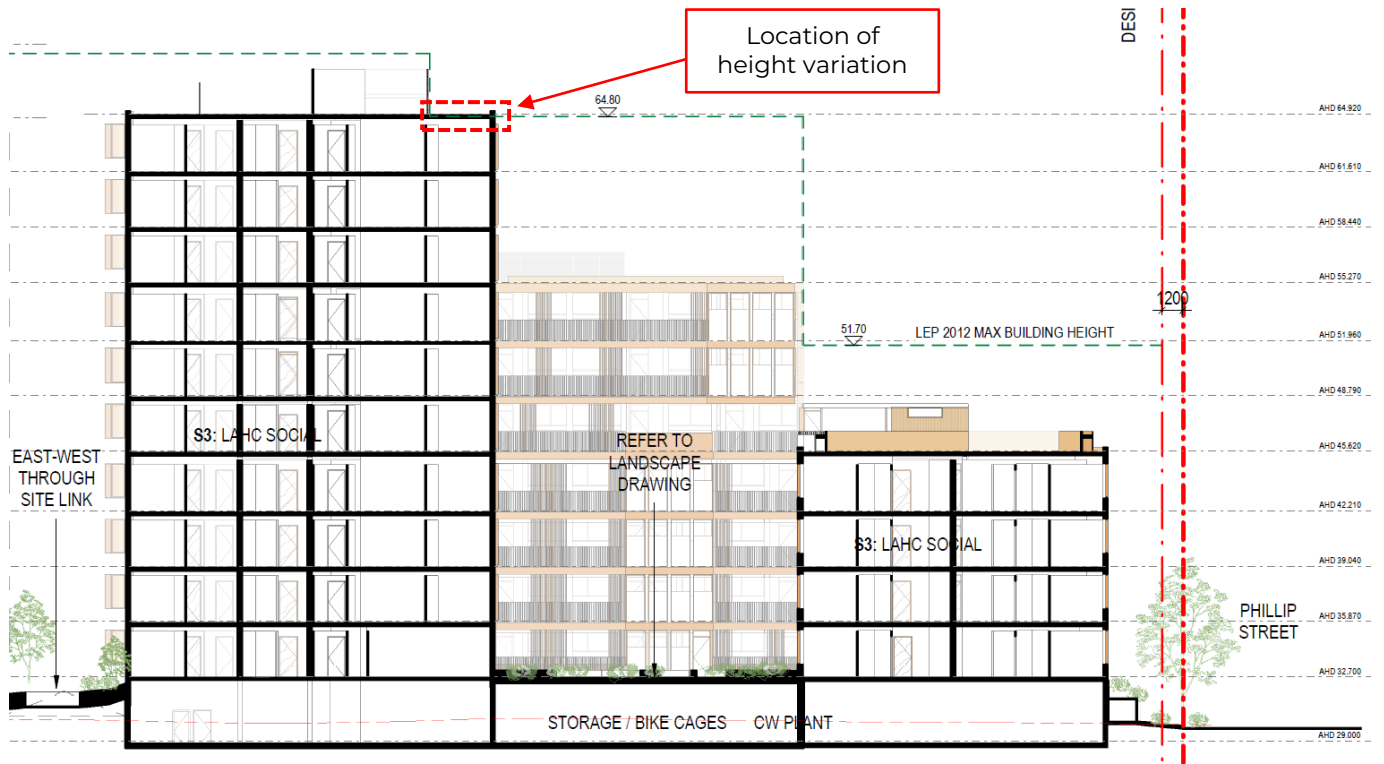 DESI
Location of
height variation
64.80
AHD 64.920
AHD 61.610
AHD 58.440
AHD 55.270
1200
51.70
LEP 2012 MAX BUILDING HEIGHT
AHD 51.960
AHD 48.790
S3: LAHC SOCIAL
REFER TO
LANDSCAPE
DRAWING
AHD 45.620
EAST-WEST
THROUGH
SITE LINK
AHD 42.210
S3: LAHC SOCIAL
AHD 39.040
AHD 35.870
PHILLIP
STREET
AHD 32.700
STORAGE / BIKE CAGES
CW PLANT
AHD 29.000